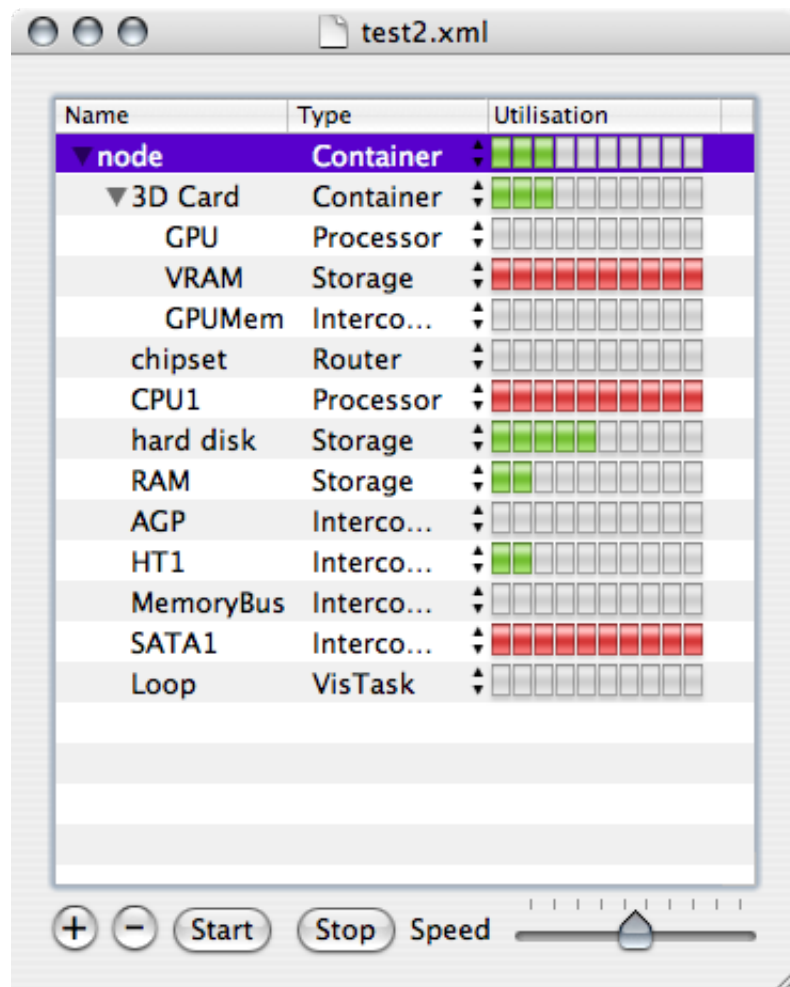 test2.xml
Name Type Utilisation
node Container
3D Card Container
GPU Processor
VRAM Storage
GPUMem Interco...
chipset Router
CPU1 Processor
hard disk Storage
RAM Storage
AGP Interco...
HT1 Interco...
MemoryBus Interco...
SATA1 Interco...
Loop VisTask
+ − Start Stop Speed